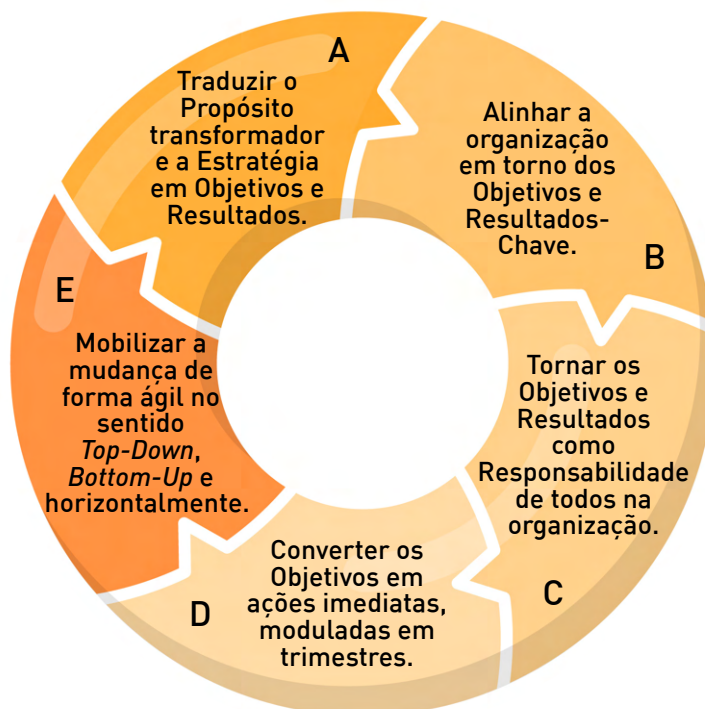 A
Traduzir o
Propósito
transformador
e a Estratégia
em Objetivos e
Resultados.
Alinhar a
organização
em torno dos
Objetivos e
Resultados-
Chave.
B
Tornar os
Objetivos e
Resultados
como
Responsabilidade
de todos na
organização.
C
Converter os
Objetivos em
ações imediatas,
moduladas em
trimestres.
D
E
Mobilizar a
mudança de
forma ágil no
sentido
Top-Down,
Bottom-Up e
horizontalmente.